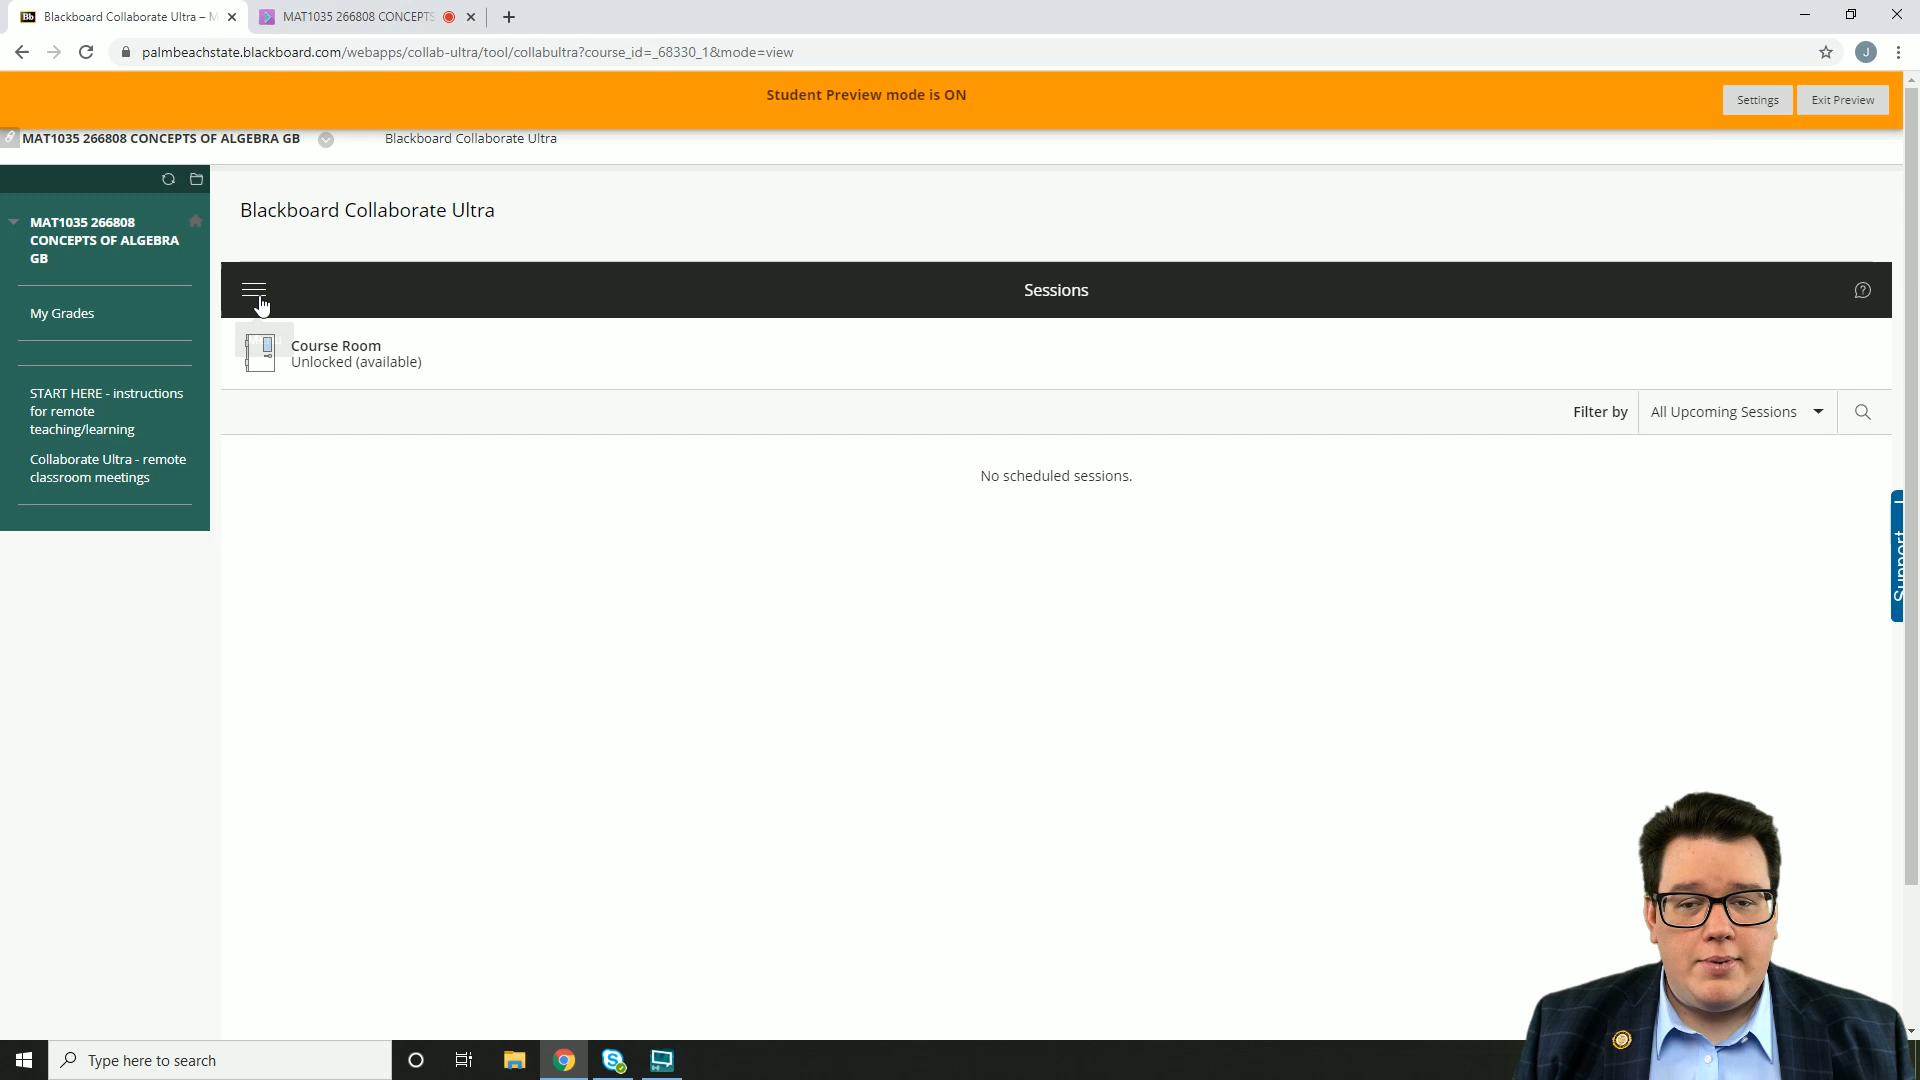 Blackboard Collaborate Ultra – M
MAT1035 266808 CONCEPTS
palmbeachstate.blackboard.com/webapps/collab-ultra/tool/collabultra?course_id=_68330_1&mode=view
J
Student Preview mode is ON
Settings
Exit Preview
MAT1035 266808 CONCEPTS OF ALGEBRA GB
Blackboard Collaborate Ultra
MAT1035 266808
CONCEPTS OF ALGEBRA
GB
My Grades
START HERE - instructions
for remote
teaching/learning
Collaborate Ultra - remote
classroom meetings
Blackboard Collaborate Ultra
Sessions
Course Room
Unlocked (available)
Filter by
All Upcoming Sessions
No scheduled sessions.
Support
Type here to search